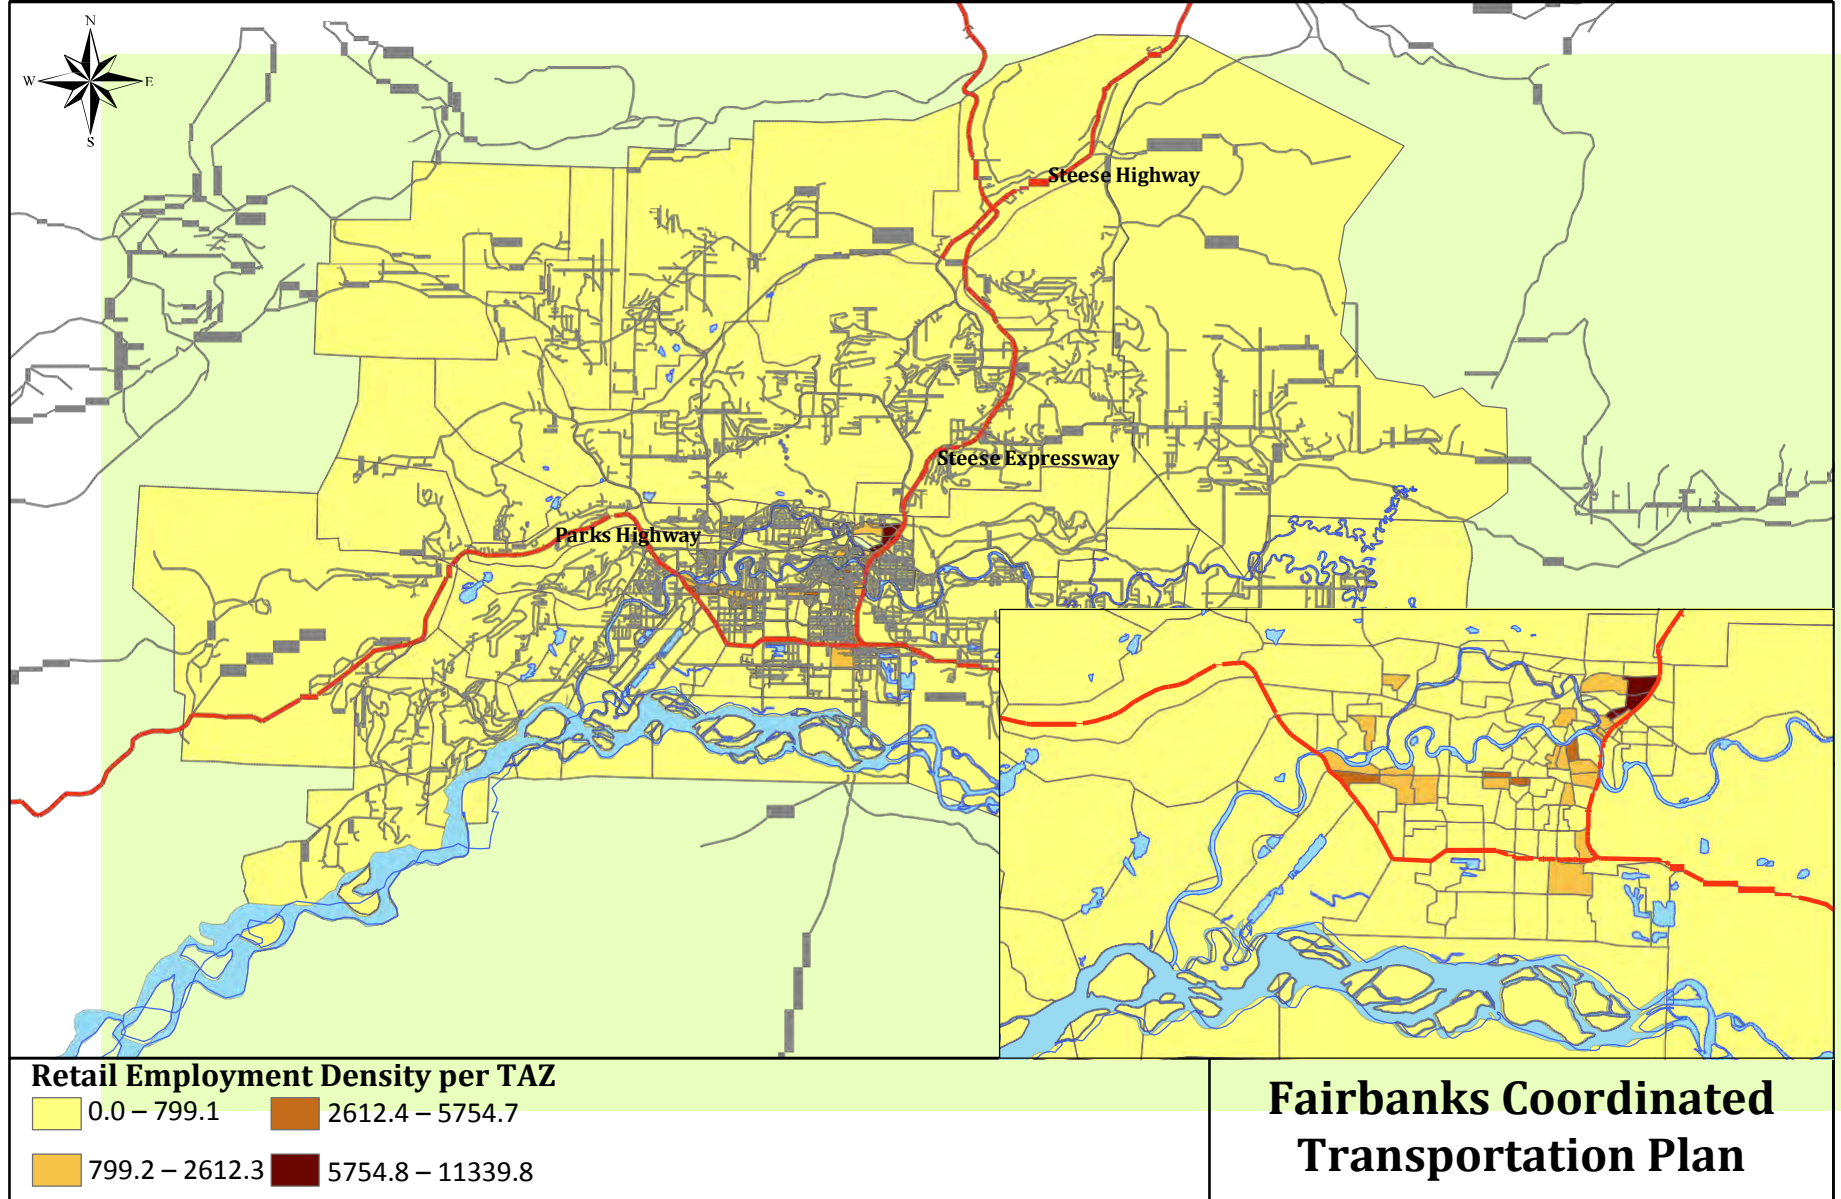 N
W E
S
Steese Highway
Steese Expressway
Parks Highway
Retail Employment Density per TAZ
0.0 – 799.1
2612.4 – 5754.7
799.2 – 2612.3
5754.8 – 11339.8
Fairbanks Coordinated
Transportation Plan